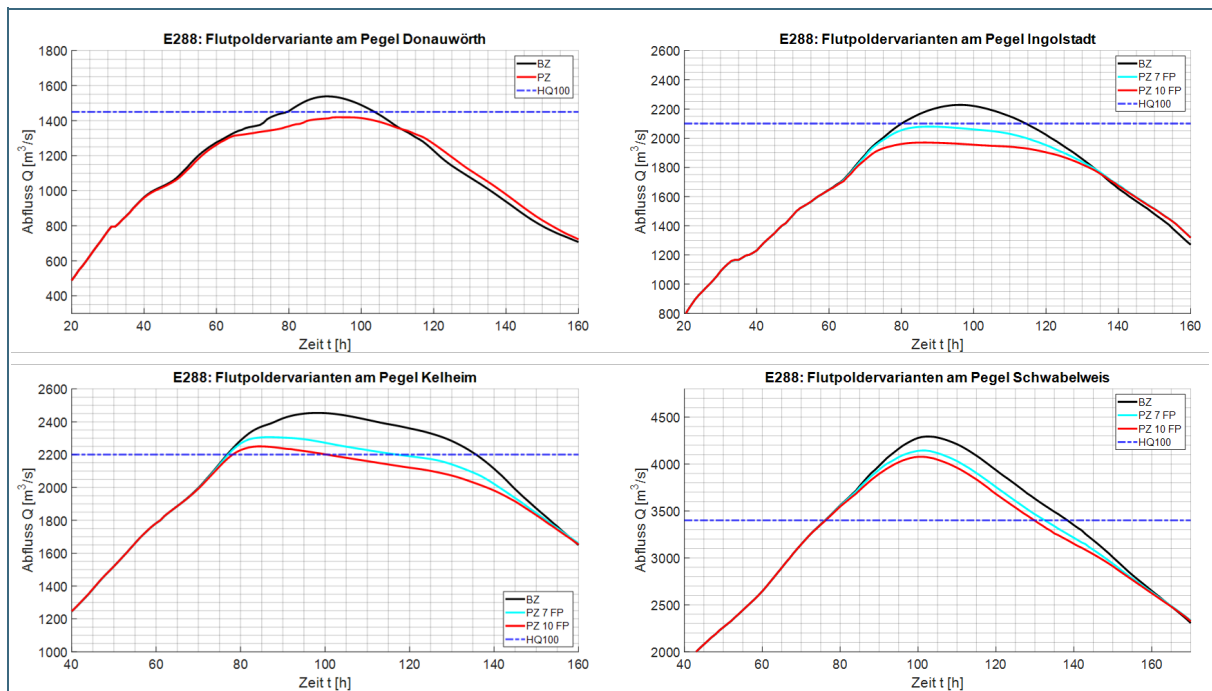 E288: Flutpoldervariante am Pegel Donauwörth
Abfluss Q [m³/s]
1800
1600
1400
1200
1000
800
600
400
BZ
PZ
HQ100
20 40 60 80 100 120 140 160
Zeit t [h]
E288: Flutpoldervarianten am Pegel Ingolstadt
Abfluss Q [m³/s]
2600
2400
2200
2000
1800
1600
1400
1200
1000
800
BZ
PZ 7 FP
PZ 10 FP
HQ100
20 40 60 80 100 120 140 160
Zeit t [h]
E288: Flutpoldervarianten am Pegel Kelheim
Abfluss Q [m³/s]
2600
2400
2200
2000
1800
1600
1400
1200
1000
BZ
PZ 7 FP
PZ 10 FP
HQ100
40 60 80 100 120 140 160
Zeit t [h]
E288: Flutpoldervarianten am Pegel Schwabelweis
Abfluss Q [m³/s]
4500
4000
3500
3000
2500
2000
BZ
PZ 7 FP
PZ 10 FP
HQ100
40 60 80 100 120 140 160
Zeit t [h]